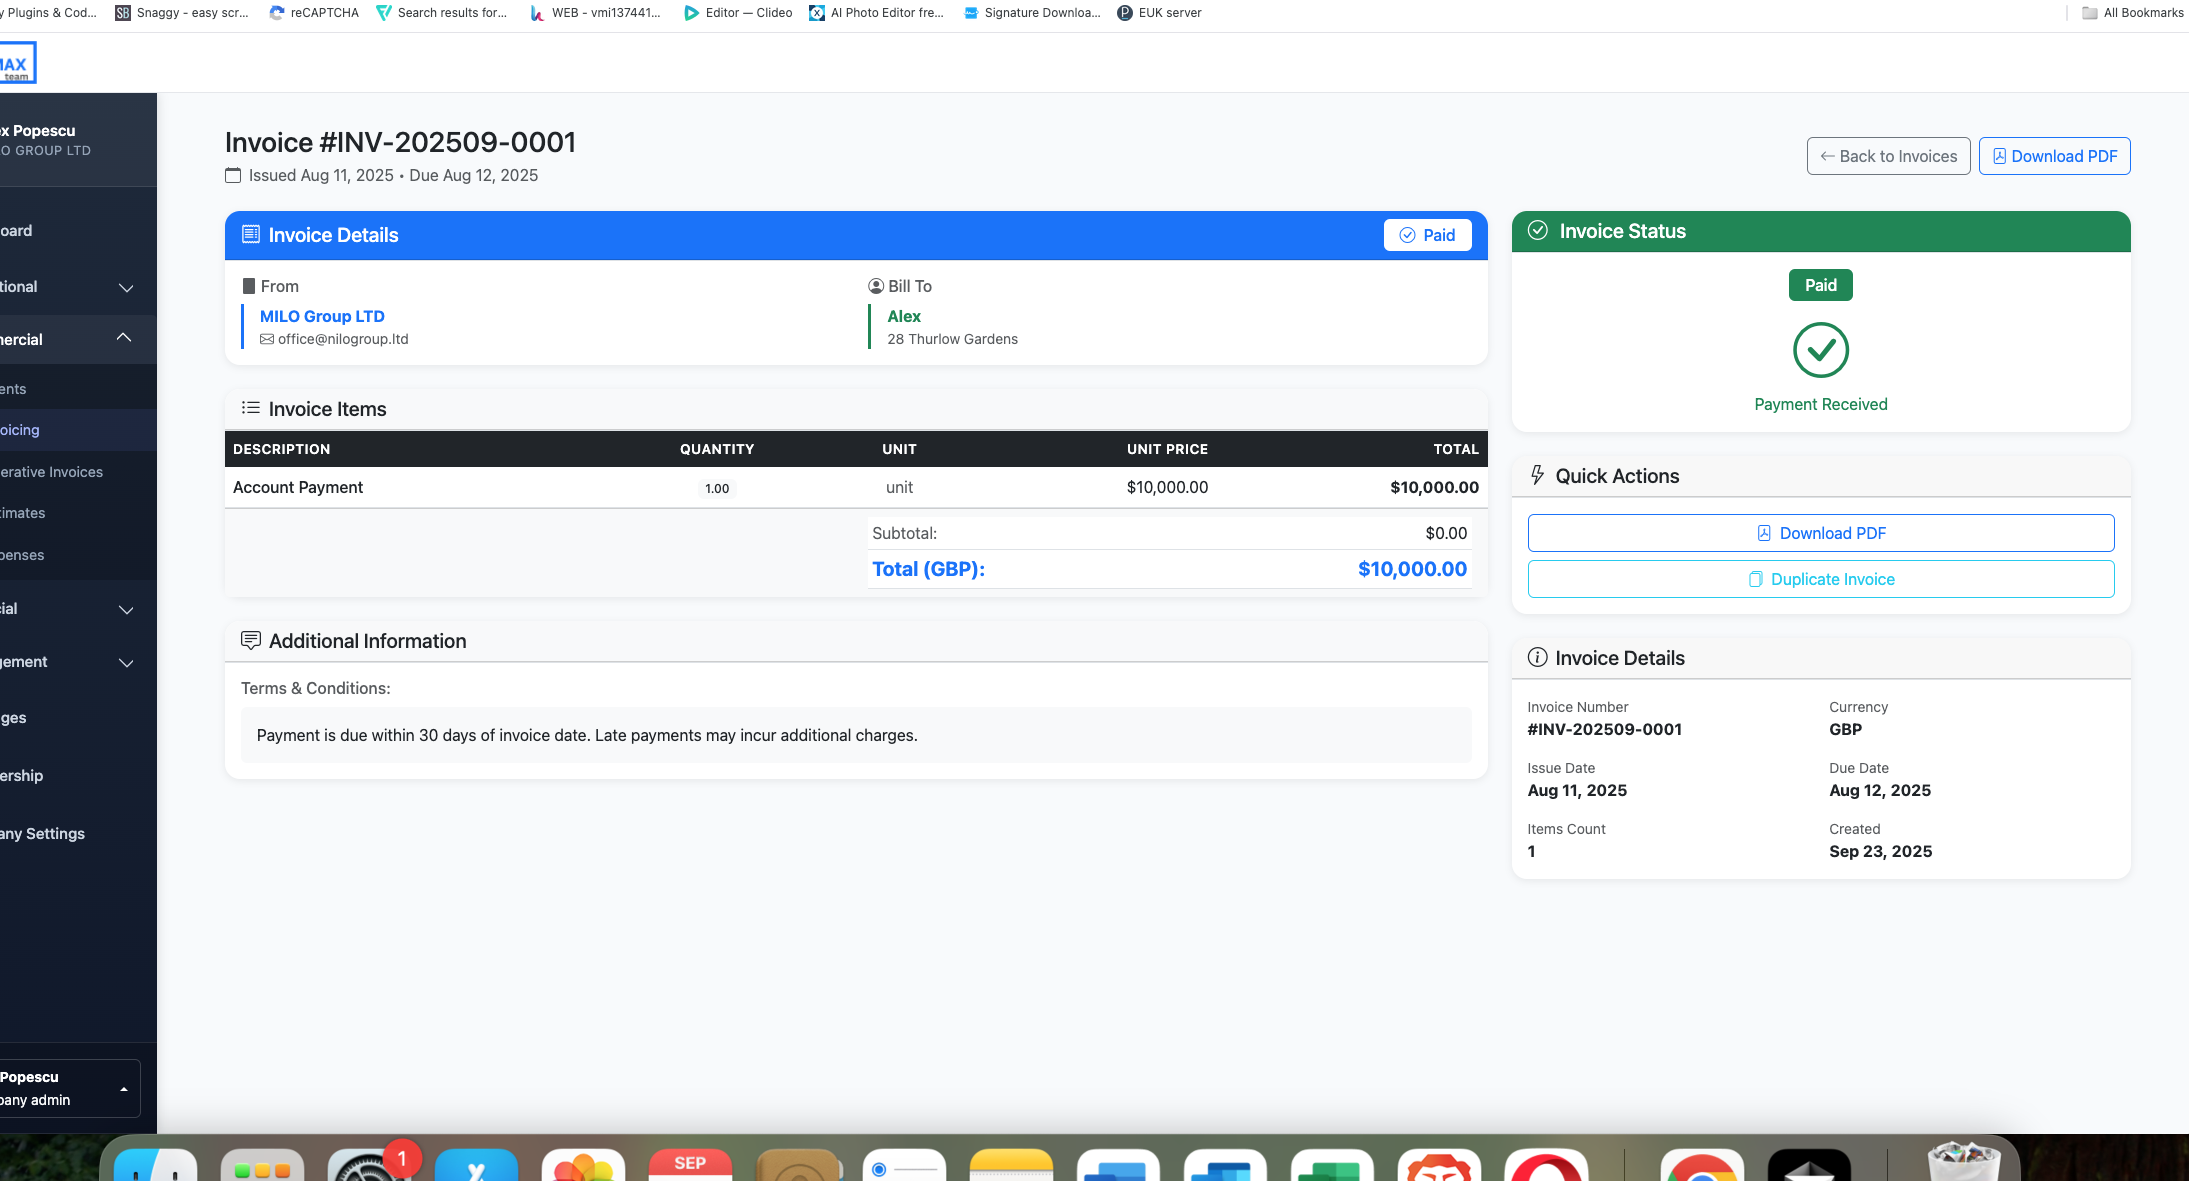 y Plugins & Cod...
Snaggy - easy scr...
reCAPTCHA
Search results for...
WEB - vmi137441...
Editor — Clideo
AI Photo Editor fre...
Signature Downloa...
EUK server
All Bookmarks
MAX
team
ex Popescu
LO GROUP LTD
oard
tional
mercial
ents
oicing
erative Invoices
timates
penses
cial
gement
ges
ership
any Settings
Popescu
pany admin
Invoice #INV-202509-0001
Issued Aug 11, 2025 • Due Aug 12, 2025
Back to Invoices
Download PDF
Invoice Details
Paid
From
MILO Group LTD
office@nilogroup.ltd
Bill To
Alex
28 Thurlow Gardens
Invoice Items
DESCRIPTION QUANTITY UNIT UNIT PRICE TOTAL
Account Payment 1.00 unit $10,000.00 $10,000.00
Subtotal: $0.00
Total (GBP): $10,000.00
Additional Information
Terms & Conditions:
Payment is due within 30 days of invoice date. Late payments may incur additional charges.
Invoice Status
Paid
Payment Received
Quick Actions
Download PDF
Duplicate Invoice
Invoice Details
Invoice Number
#INV-202509-0001
Currency
GBP
Issue Date
Aug 11, 2025
Due Date
Aug 12, 2025
Items Count
1
Created
Sep 23, 2025
1
SEP